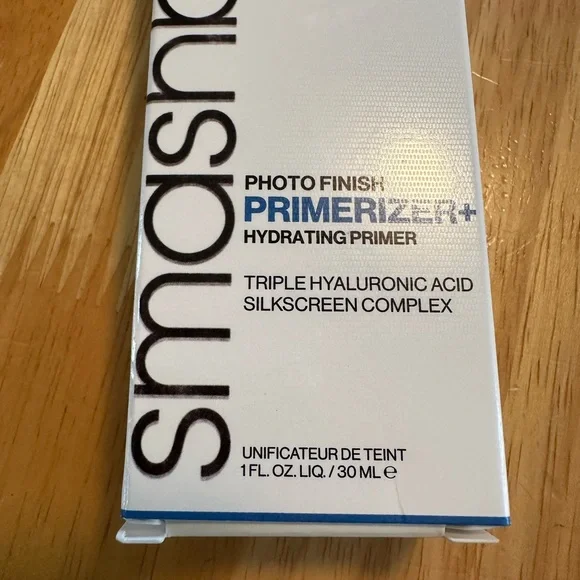 smashb
PHOTO FINISH
PRIMERIZER+
HYDRATING PRIMER
TRIPLE HYALURONIC ACID
SILKSCREEN COMPLEX
UNIFICATEUR DE TEINT
1 FL. OZ. LIQ. / 30 ML ℮